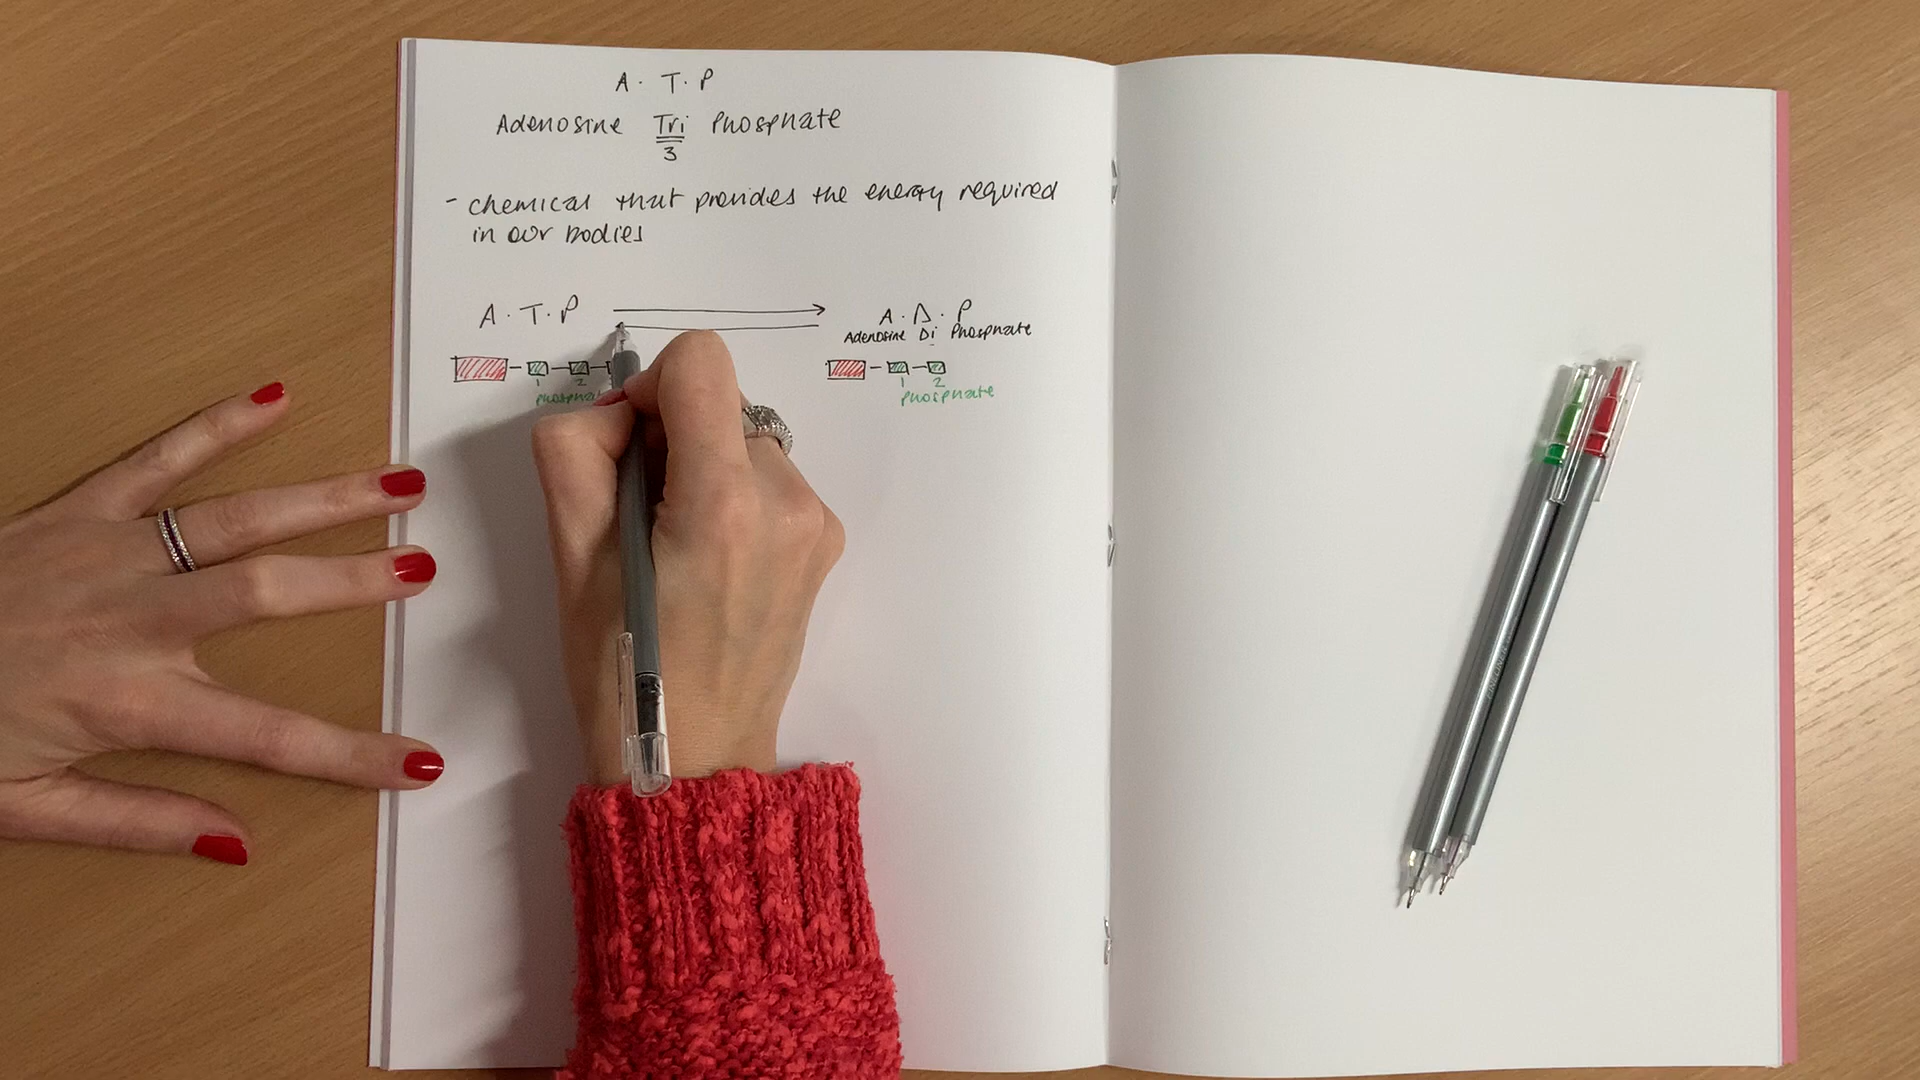 A. T. P
Adenosine Tri Phosphate
3
- chemical that provides the energy required
in our bodies
A. T. P
A. D. P
Adenosine Di Phosphate
1 2
1 2
Phosphate